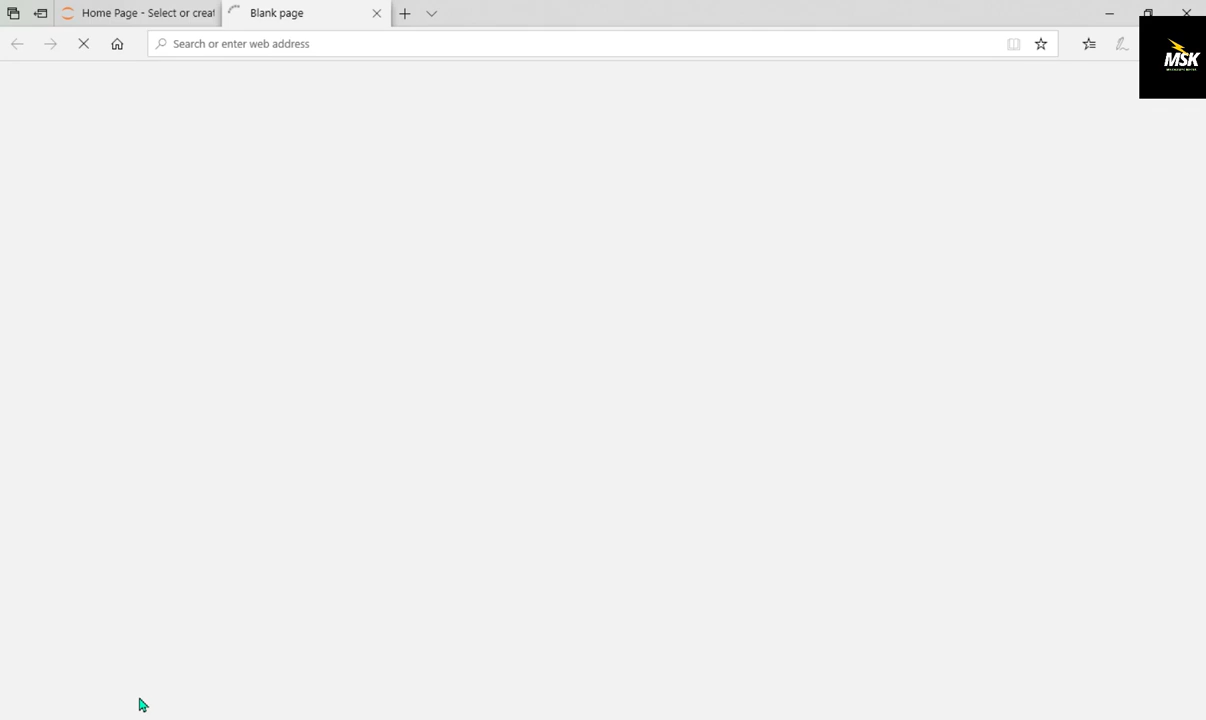 Home Page - Select or creat
Blank page
Search or enter web address
MSK